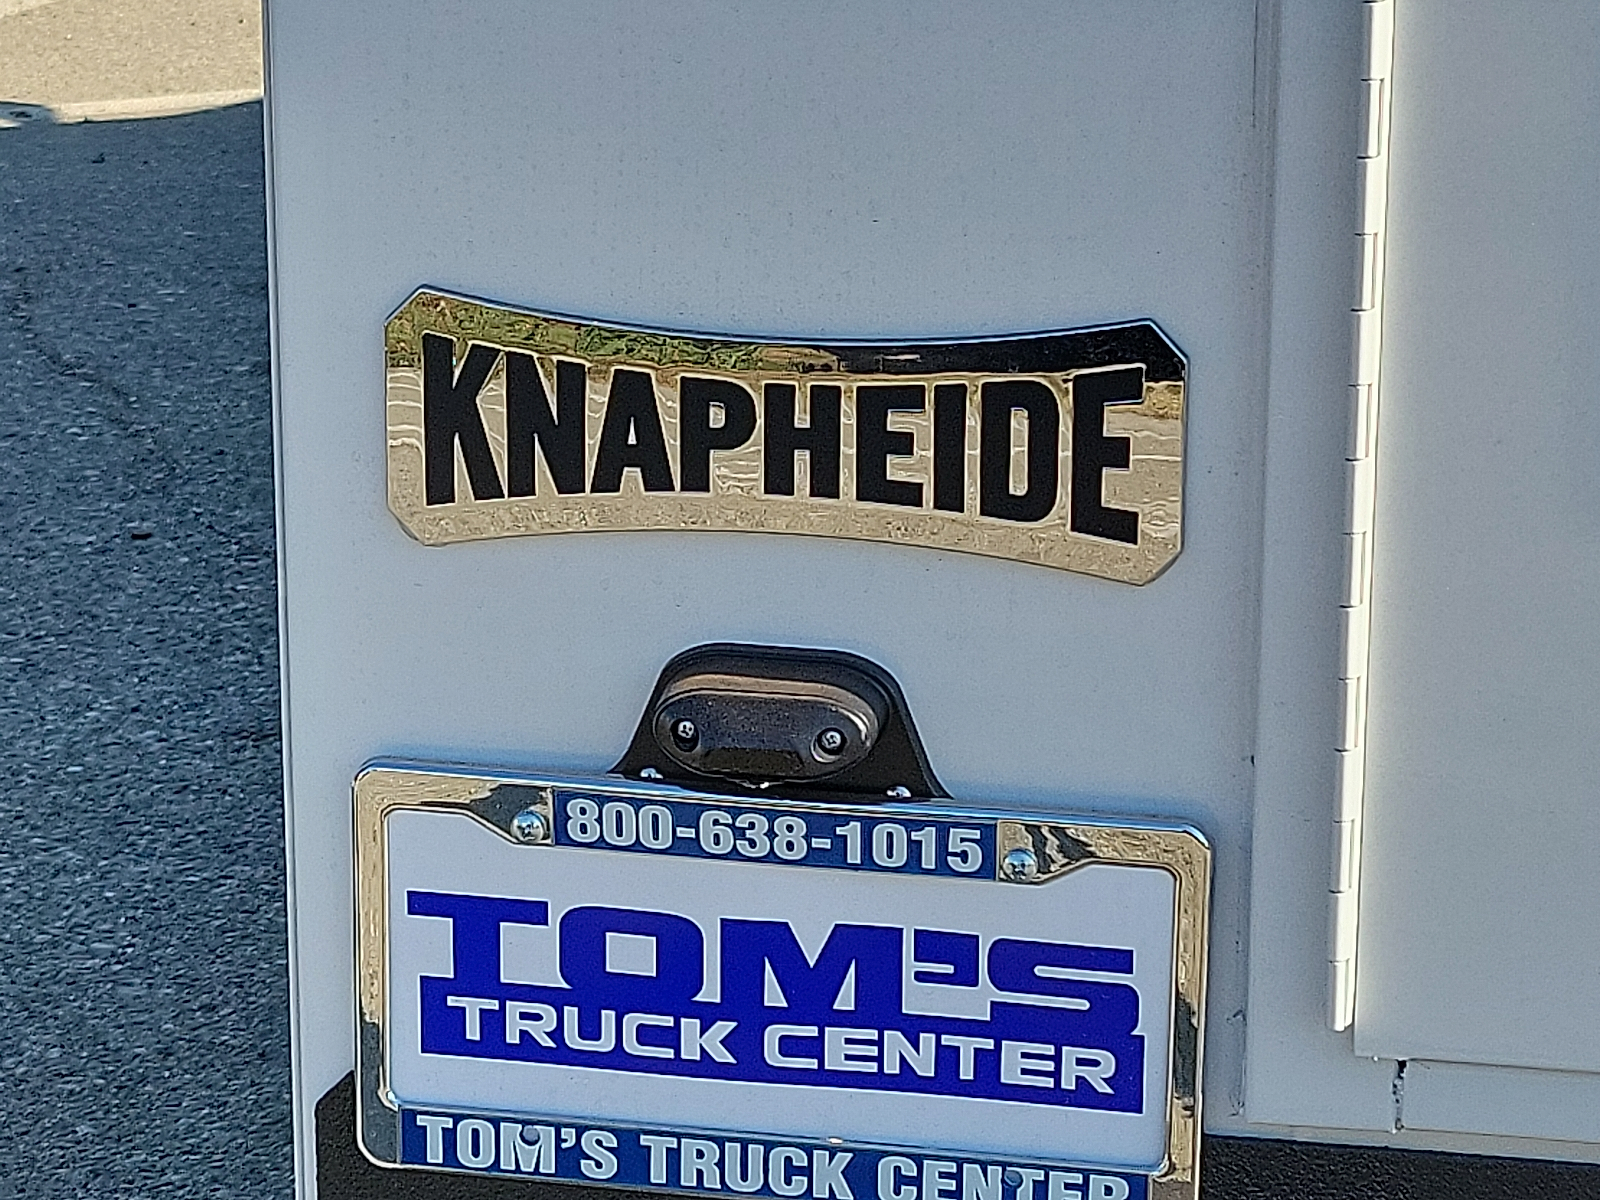 KNAPHEIDE
800-638-1015
TOM'S
TRUCK CENTER
TOM'S TRUCK CENTER